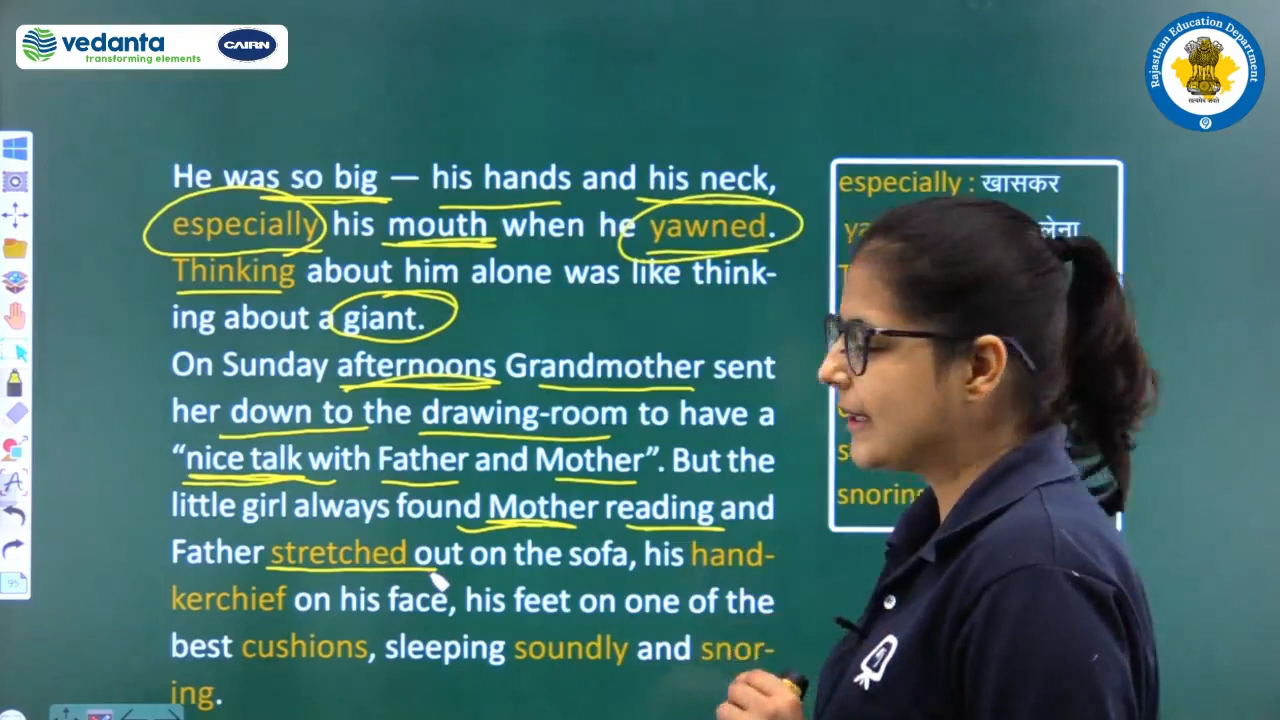 vedanta
transforming elements
CAIRN
Rajasthan Education Department
सत्यमेव जयते
He was so big — his hands and his neck,
especially his mouth when he yawned.
Thinking about him alone was like think-
ing about a giant.
On Sunday afternoons Grandmother sent
her down to the drawing-room to have a
“nice talk with Father and Mother”. But the
little girl always found Mother reading and
Father stretched out on the sofa, his hand-
kerchief on his face, his feet on one of the
best cushions, sleeping soundly and snor-
ing.
especially : खासकर
लेना
snoring
95